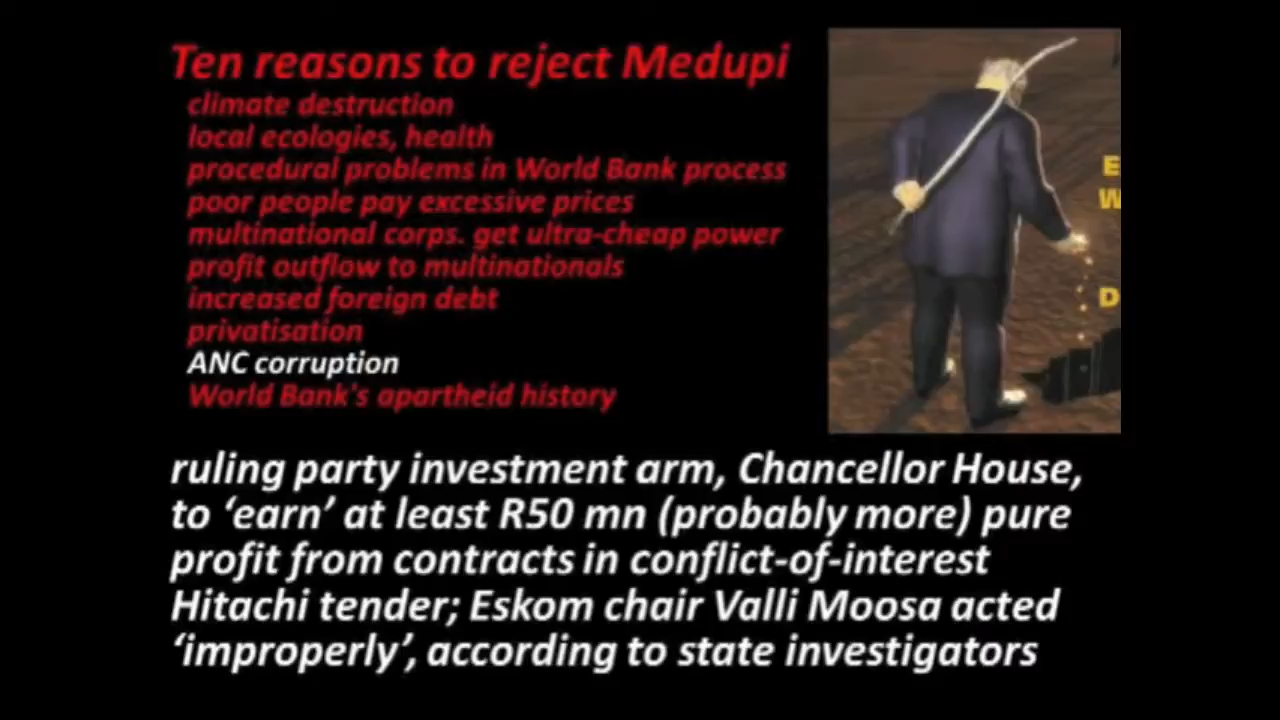 Ten reasons to reject Medupi
climate destruction
local ecologies, health
procedural problems in World Bank process
poor people pay excessive prices
multinational corps. get ultra-cheap power
profit outflow to multinationals
increased foreign debt
privatisation
ANC corruption
World Bank's apartheid history
E
W
D
ruling party investment arm, Chancellor House,
to ‘earn’ at least R50 mn (probably more) pure
profit from contracts in conflict-of-interest
Hitachi tender; Eskom chair Valli Moosa acted
‘improperly’, according to state investigators